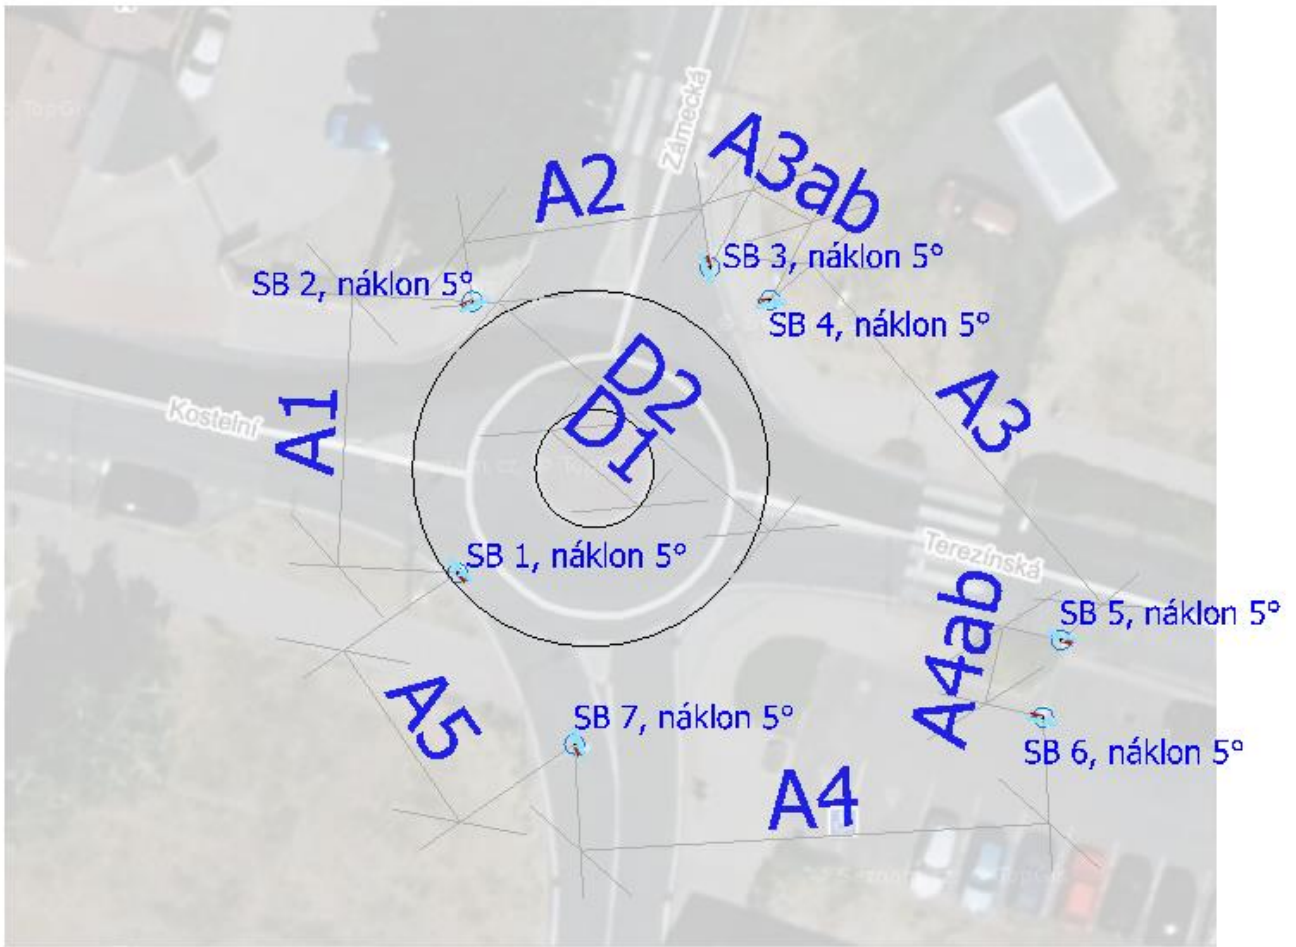 Zámecká
A3ab
A2
SB 3, náklon 5°
SB 2, náklon 5°
SB 4, náklon 5°
D2
D1
A3
A1
Kostelní
Terezínská
SB 1, náklon 5°
A4ab
SB 5, náklon 5°
A5
SB 7, náklon 5°
SB 6, náklon 5°
A4